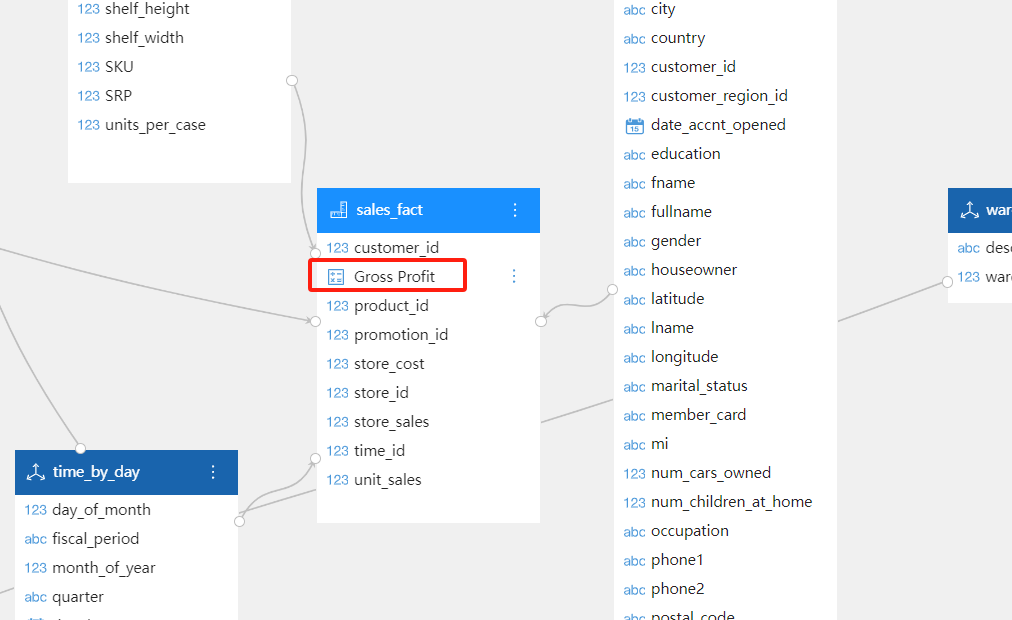 123 shelf_height
123 shelf_width
123 SKU
123 SRP
123 units_per_case
sales_fact
123 customer_id
Gross Profit
123 product_id
123 promotion_id
123 store_cost
123 store_id
123 store_sales
123 time_id
123 unit_sales
time_by_day
123 day_of_month
abc fiscal_period
123 month_of_year
abc quarter
abc city
abc country
123 customer_id
123 customer_region_id
15 date_accnt_opened
abc education
abc fname
abc fullname
abc gender
abc houseowner
abc latitude
abc lname
abc longitude
abc marital_status
abc member_card
abc mi
123 num_cars_owned
123 num_children_at_home
abc occupation
abc phone1
abc phone2
abc postal_code
war
abc des
123 war